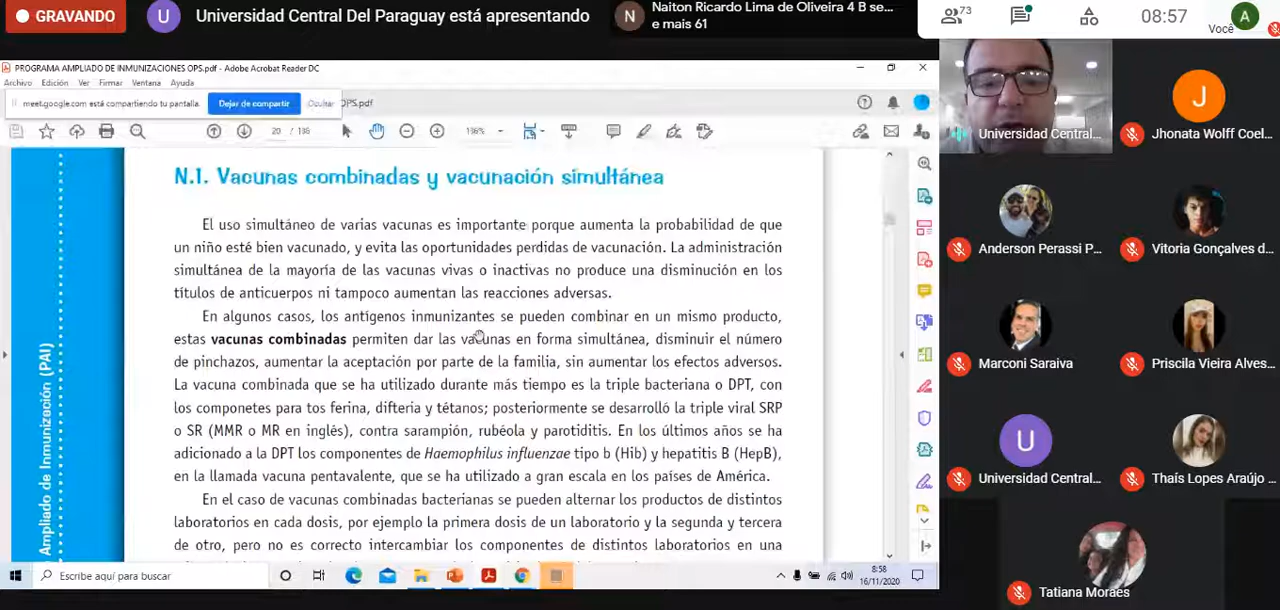 GRAVANDO
U
Universidad Central Del Paraguay está apresentando
N
Naiton Ricardo Lima de Oliveira 4 B se...
e mais 61
73
08:57
Você
A
PROGRAMA AMPLIADO DE INMUNIZACIONES OPS.pdf - Adobe Acrobat Reader DC
Archivo Edición Ver Firmar Ventana Ayuda
meet.google.com está compartiendo tu pantalla.
Dejar de compartir
Ocultar
OPS.pdf
20 / 136
N.1. Vacunas combinadas y vacunación simultánea
El uso simultáneo de varias vacunas es importante porque aumenta la probabilidad de que
un niño esté bien vacunado, y evita las oportunidades perdidas de vacunación. La administración
simultánea de la mayoría de las vacunas vivas o inactivas no produce una disminución en los
títulos de anticuerpos ni tampoco aumentan las reacciones adversas.
En algunos casos, los antígenos inmunizantes se pueden combinar en un mismo producto,
estas vacunas combinadas permiten dar las vacunas en forma simultánea, disminuir el número
de pinchazos, aumentar la aceptación por parte de la familia, sin aumentar los efectos adversos.
La vacuna combinada que se ha utilizado durante más tiempo es la triple bacteriana o DPT, con
los componetes para tos ferina, difteria y tétanos; posteriormente se desarrolló la triple viral SRP
o SR (MMR o MR en inglès), contra sarampión, rubéola y parotiditis. En los últimos años se ha
adicionado a la DPT los componentes de Haemophilus influenzae tipo b (Hib) y hepatitis B (HepB),
en la llamada vacuna pentavalente, que se ha utilizado a gran escala en los países de América.
En el caso de vacunas combinadas bacterianas se pueden alternar los productos de distintos
laboratorios en cada dosis, por ejemplo la primera dosis de un laboratorio y la segunda y tercera
de otro, pero no es correcto intercambiar los componentes de distintos laboratorios en una
Ampliado de Inmunización (PAI)
Escribe aquí para buscar
8:58
16/11/2020
Universidad Central...
J
Jhonata Wolff Coel...
Anderson Perassi P...
Vitoria Gonçalves d...
Marconi Saraiva
Priscila Vieira Alves...
U
Universidad Central...
Thaís Lopes Araújo ...
Tatiana Moraes